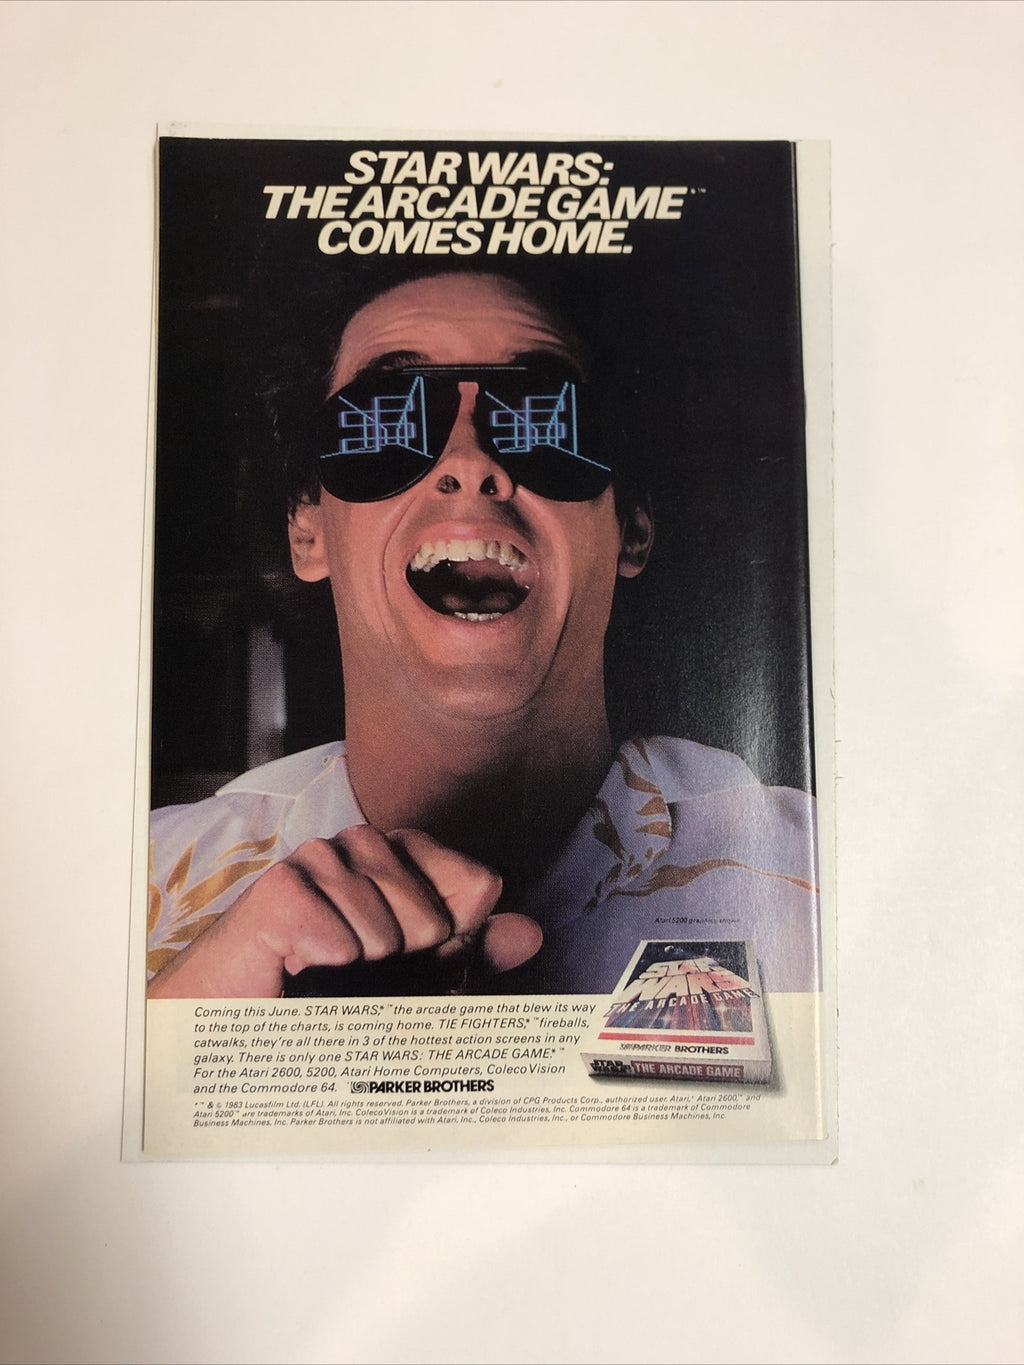 STAR WARS:
THE ARCADE GAME*™
COMES HOME.
Atari 5200 graphics shown.
STAR WARS
THE ARCADE GAME
PARKER BROTHERS
STAR WARS THE ARCADE GAME
Coming this June. STAR WARS,*™ the arcade game that blew its way
to the top of the charts, is coming home. TIE FIGHTERS,*™ fireballs,
catwalks, they're all there in 3 of the hottest action screens in any
galaxy. There is only one STAR WARS: THE ARCADE GAME.*™
For the Atari 2600, 5200, Atari Home Computers, ColecoVision
and the Commodore 64. PARKER BROTHERS
*™ & © 1983 Lucasfilm Ltd. (LFL). All rights reserved. Parker Brothers, a division of CPG Products Corp., authorized user. Atari,® Atari 2600,™ and
Atari 5200™ are trademarks of Atari, Inc. ColecoVision is a trademark of Coleco Industries, Inc. Commodore 64 is a trademark of Commodore
Business Machines, Inc. Parker Brothers is not affiliated with Atari, Inc., Coleco Industries, Inc., or Commodore Business Machines, Inc.